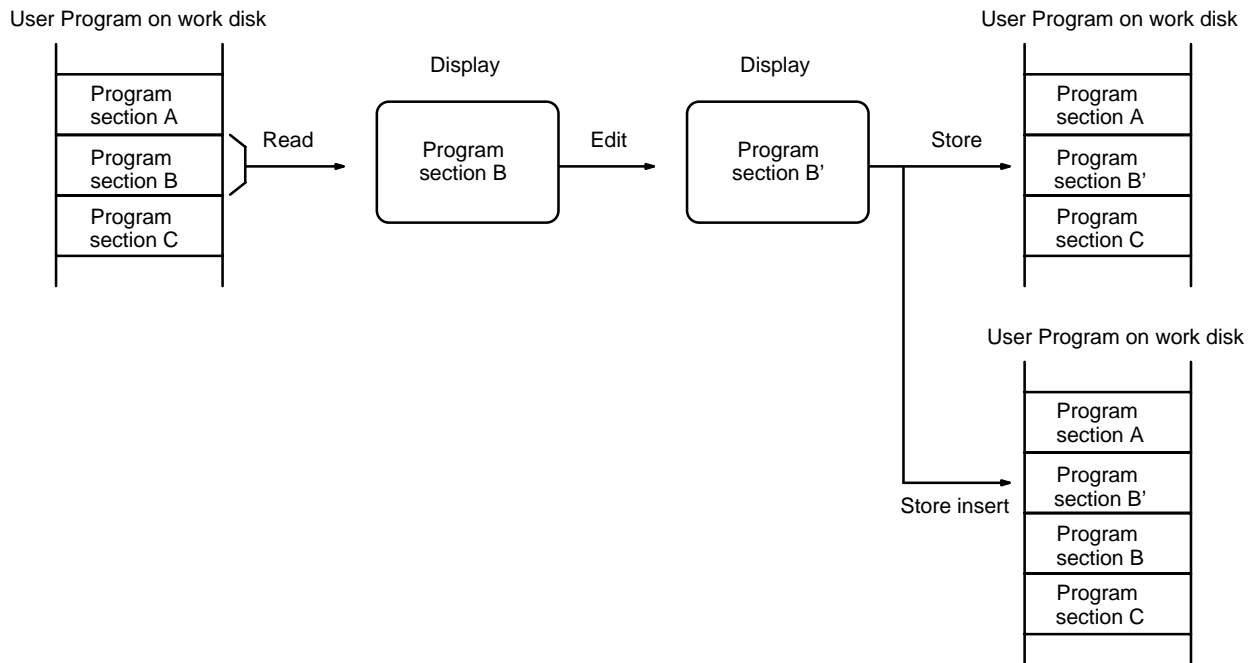 User Program on work disk
Program
section A
Program
section B
Program
section C
Read
Display
Program
section B
Edit
Display
Program
section B'
Store
User Program on work disk
Program
section A
Program
section B’
Program
section C
Store insert
User Program on work disk
Program
section A
Program
section B’
Program
section B
Program
section C